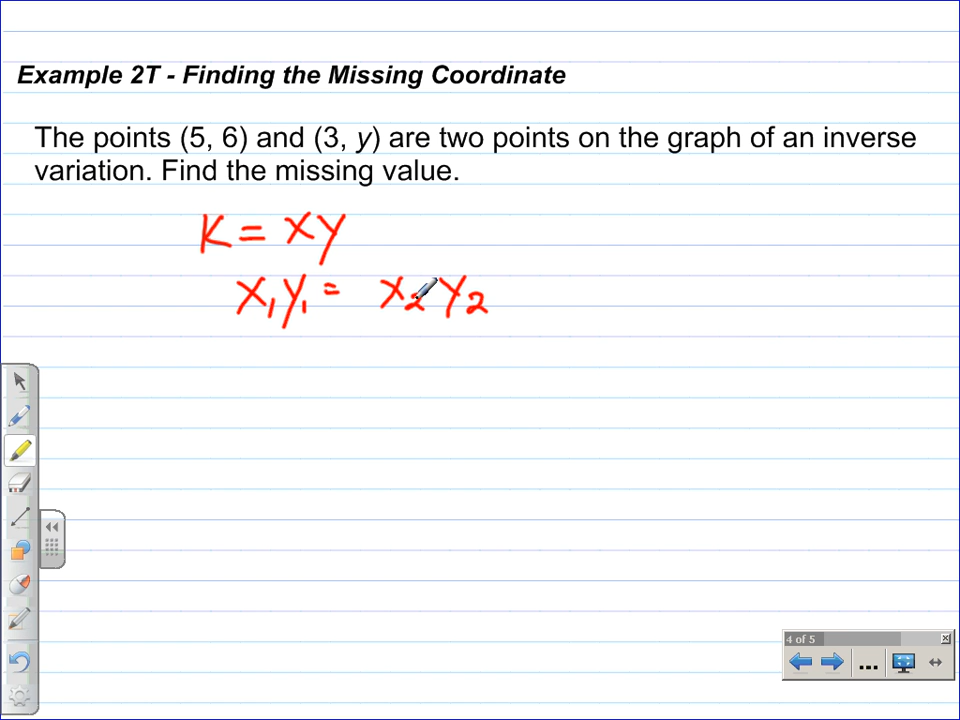 Example 2T - Finding the Missing Coordinate
The points (5, 6) and (3, y) are two points on the graph of an inverse
variation. Find the missing value.
K = XY
X₁Y₁ = X₂Y₂
4 of 5